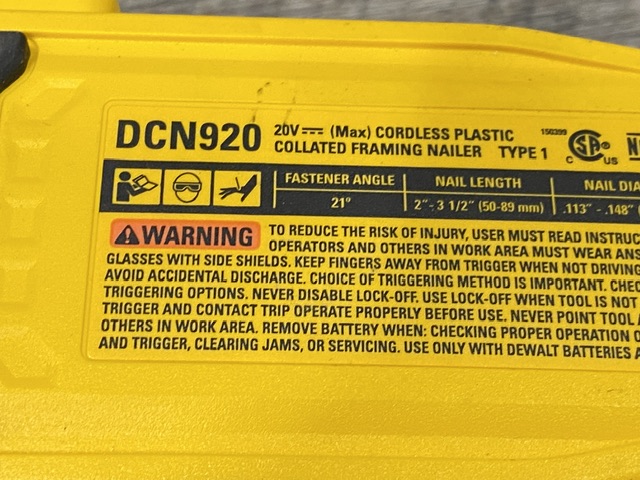 DCN920 20V (Max) CORDLESS PLASTIC
COLLATED FRAMING NAILER TYPE 1
150399
CSA ®
C US
FASTENER ANGLE NAIL LENGTH NAIL
21° 2"- 3 1/2" (50-89 mm) .113" - .148"
WARNING TO REDUCE THE RISK OF INJURY, USER MUST READ
OPERATORS AND OTHERS IN WORK AREA MUST WEAR
GLASSES WITH SIDE SHIELDS. KEEP FINGERS AWAY FROM TRIGGER WHEN NOT DRIVING
AVOID ACCIDENTAL DISCHARGE. CHOICE OF TRIGGERING METHOD IS IMPORTANT.
TRIGGERING OPTIONS. NEVER DISABLE LOCK-OFF. USE LOCK-OFF WHEN TOOL IS NOT
TRIGGER AND CONTACT TRIP OPERATE PROPERLY BEFORE USE. NEVER POINT TOOL
OTHERS IN WORK AREA. REMOVE BATTERY WHEN: CHECKING PROPER OPERATION
AND TRIGGER, CLEARING JAMS, OR SERVICING. USE ONLY WITH DEWALT BATTERIES